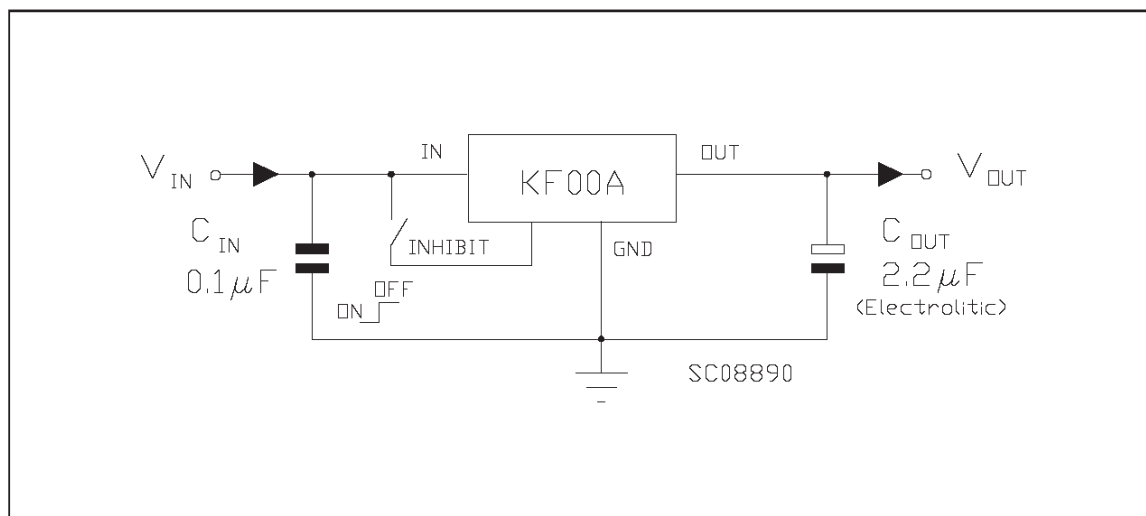 IN
OUT
V IN
KF00A
V OUT
C IN
0.1μF
INHIBIT
GND
C OUT
2.2μF
(Electrolitic)
OFF
ON
SC08890